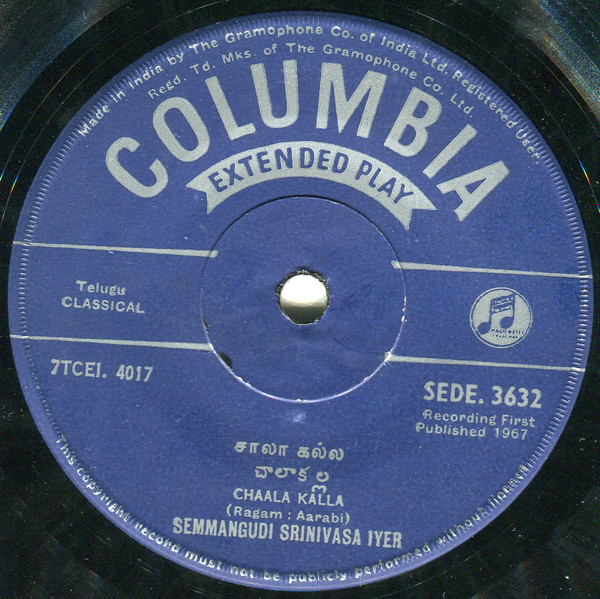 Made in India by The Gramophone Co. of India Ltd. Registered User
Regd. Td. Mks. of The Gramophone Co. Ltd.
COLUMBIA
EXTENDED PLAY
Telugu
CLASSICAL
7TCEI. 4017
SEDE. 3632
Recording First
Published 1967
சாலா கல்ல
చాలాకల్ల
CHAALA KALLA
(Ragam : Aarabi)
SEMMANGUDI SRINIVASA IYER
This copyright record must not be publicly performed without licence